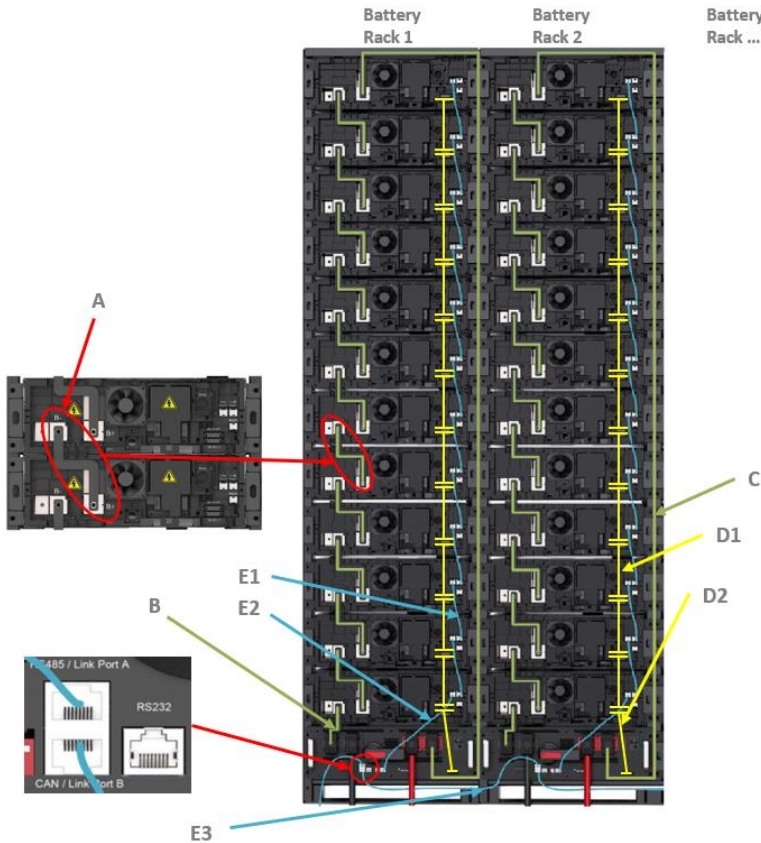 Battery
Rack 1
Battery
Rack 2
Battery
Rack ...
A
B-
B+
B-
B+
C
D1
E1
D2
E2
B
RS485 / Link Port A
RS232
CAN / Link Port B
E3